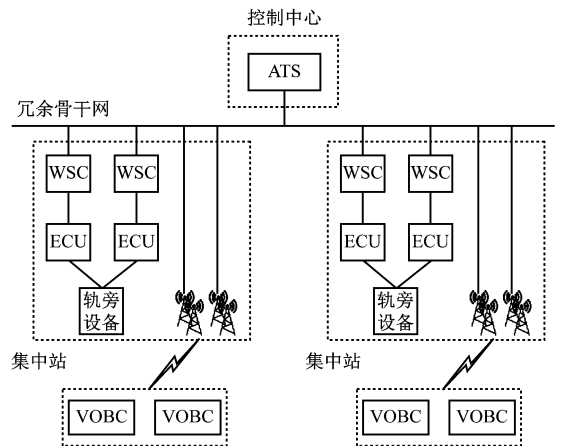 控制中心
ATS
冗余骨干网
WSC WSC WSC WSC
ECU ECU ECU ECU
轨旁 轨旁
设备 设备
集中站 集中站
VOBC VOBC VOBC VOBC